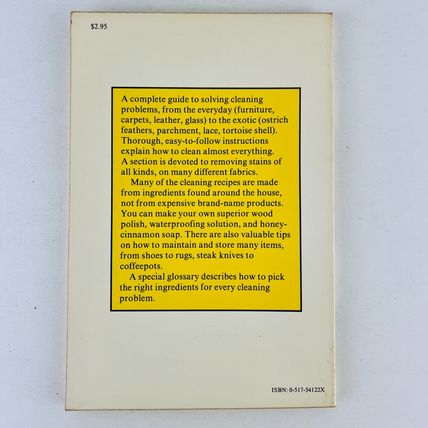 $2.95
A complete guide to solving cleaning
problems, from the everyday (furniture,
carpets, leather, glass) to the exotic (ostrich
feathers, parchment, lace, tortoise shell).
Thorough, easy-to-follow instructions
explain how to clean almost everything.
A section is devoted to removing stains of
all kinds, on many different fabrics.
Many of the cleaning recipes are made
from ingredients found around the house,
not from expensive brand-name products.
You can make your own superior wood
polish, waterproofing solution, and honey-
cinnamon soap. There are also valuable tips
on how to maintain and store many items,
from shoes to rugs, steak knives to
coffeepots.
A special glossary describes how to pick
the right ingredients for every cleaning
problem.
ISBN: 0-517-54122X